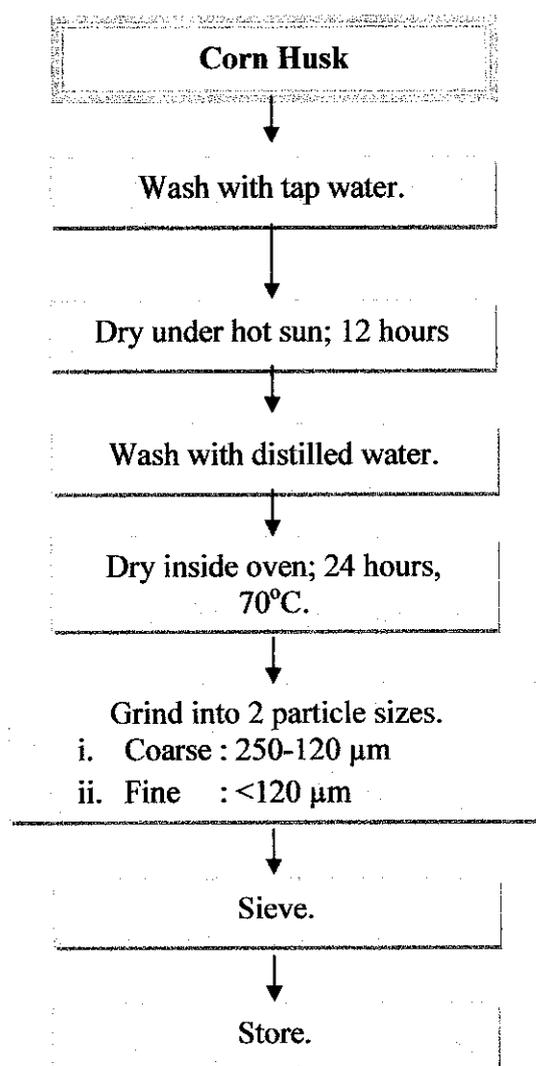 Corn Husk
Wash with tap water.
Dry under hot sun; 12 hours
Wash with distilled water.
Dry inside oven; 24 hours,
70°C.
Grind into 2 particle sizes.
i. Coarse : 250-120 μm
ii. Fine : <120 μm
Sieve.
Store.